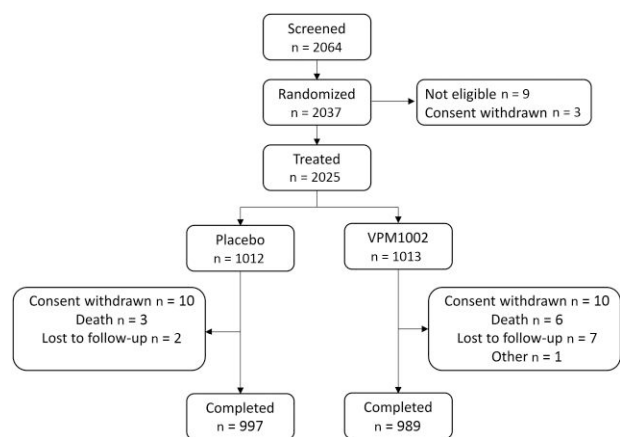 Screened
n = 2064
Randomized
n = 2037
Not eligible n = 9
Consent withdrawn n = 3
Treated
n = 2025
Placebo
n = 1012
VPM1002
n = 1013
Consent withdrawn n = 10
Death n = 3
Lost to follow-up n = 2
Consent withdrawn n = 10
Death n = 6
Lost to follow-up n = 7
Other n = 1
Completed
n = 997
Completed
n = 989